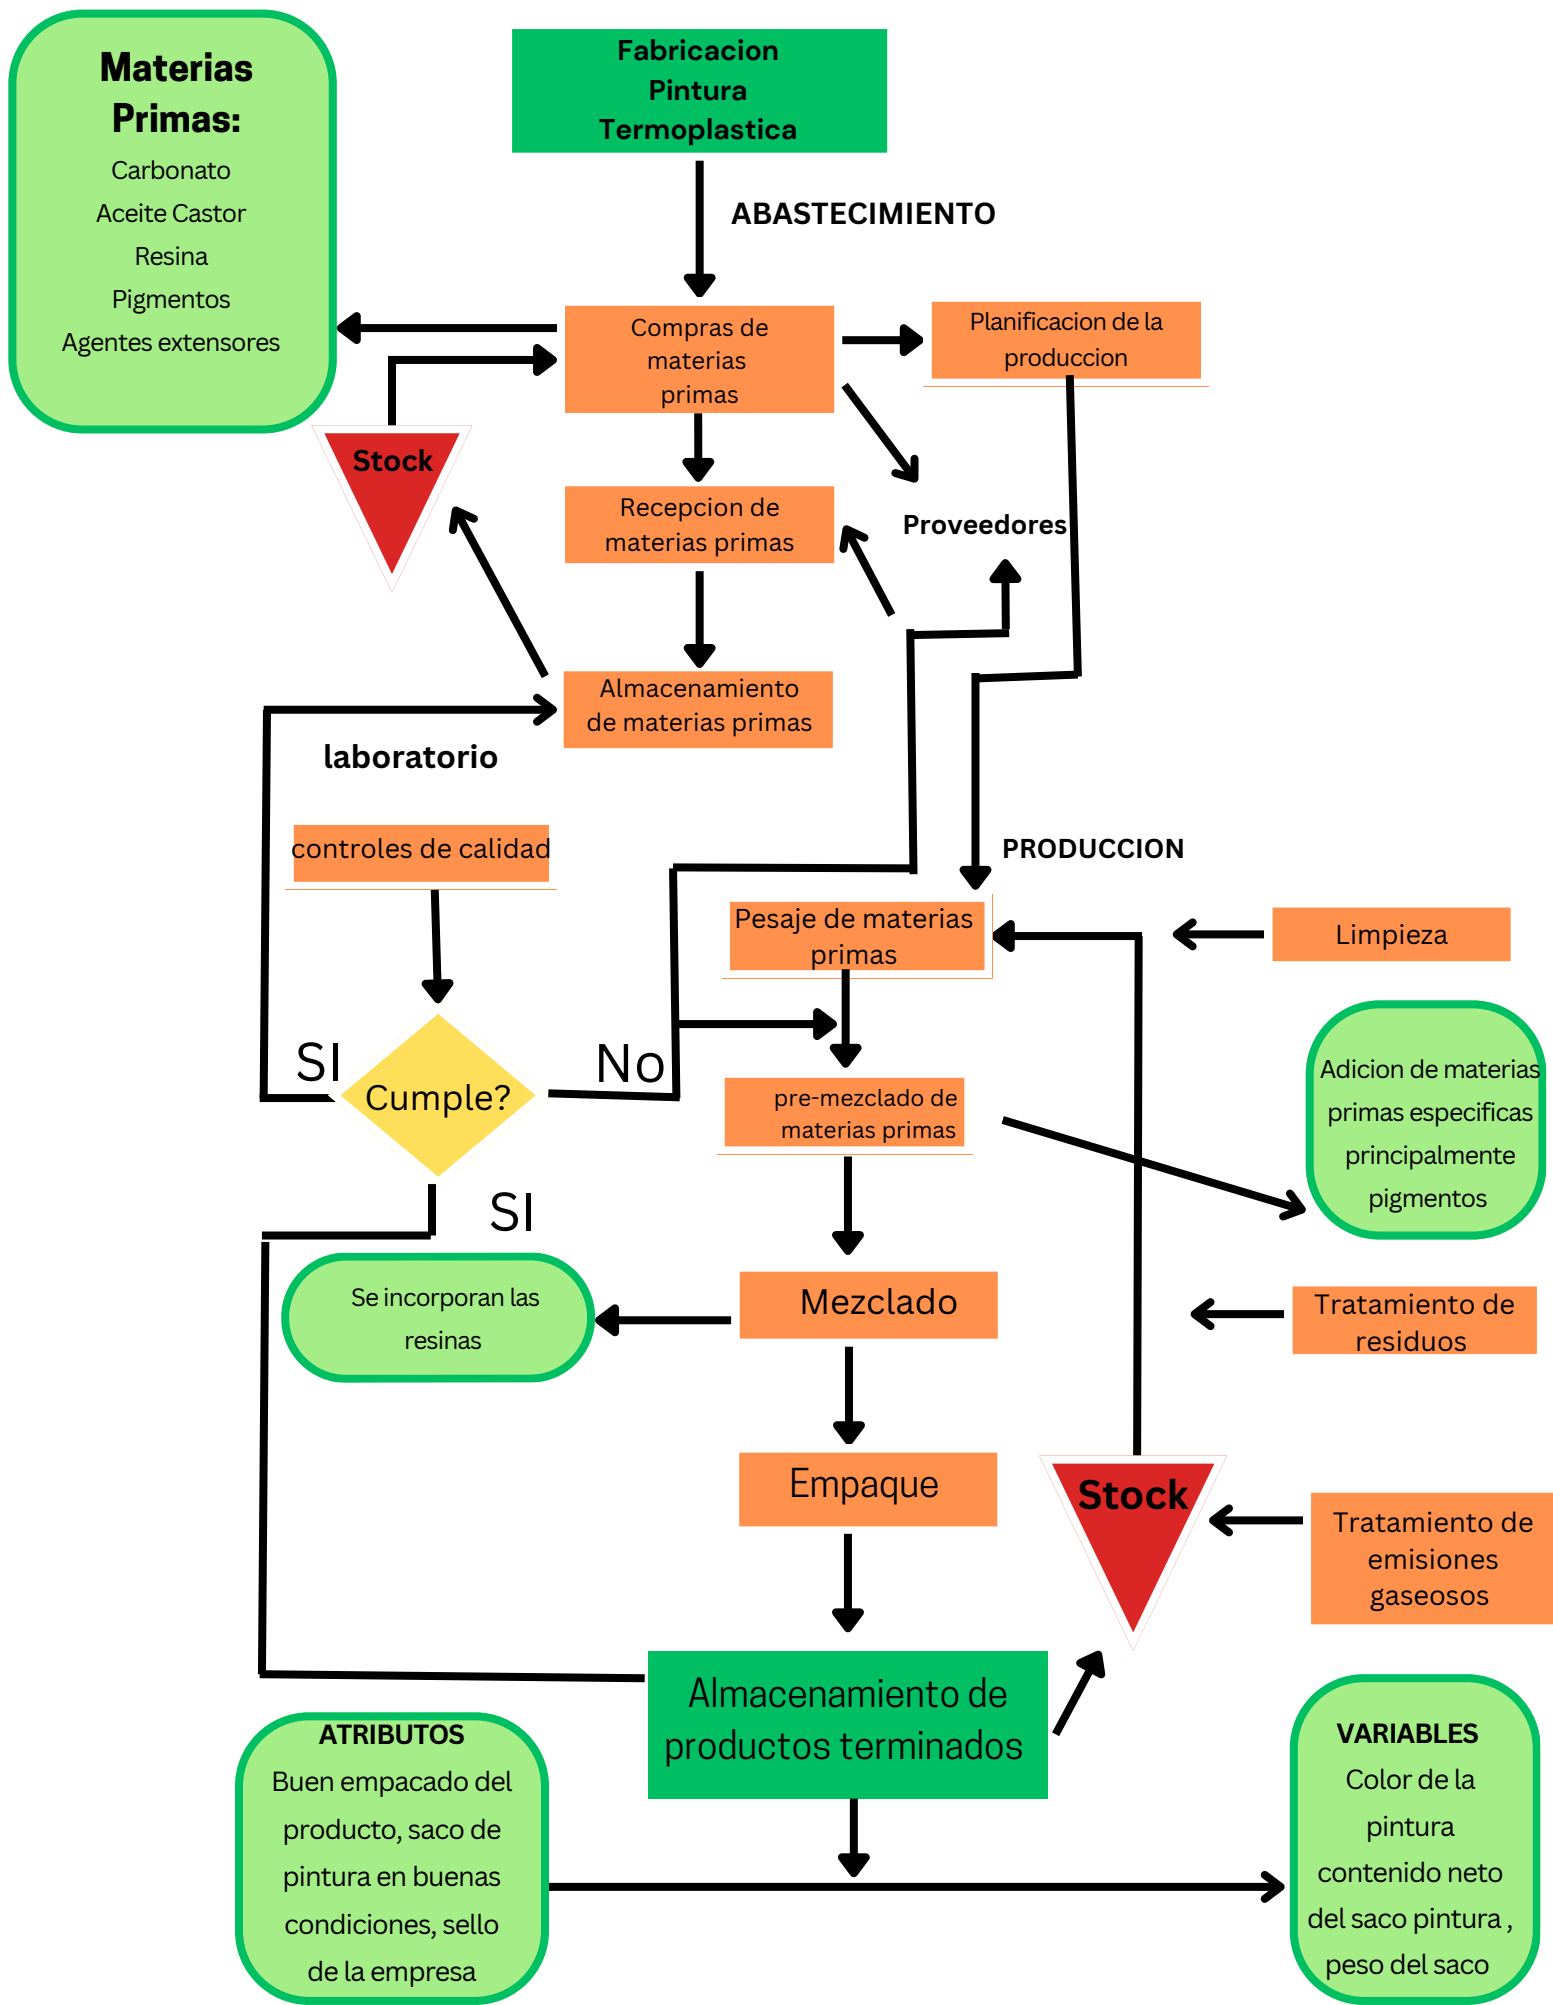 Materias
Primas:
Carbonato
Aceite Castor
Resina
Pigmentos
Agentes extensores
Fabricacion
Pintura
Termoplastica
ABASTECIMIENTO
Compras de
materias
primas
Planificacion de la
produccion
Stock
Recepcion de
materias primas
Proveedores
Almacenamiento
de materias primas
laboratorio
controles de calidad
PRODUCCION
Pesaje de materias
primas
Limpieza
SI
Cumple?
No
pre-mezclado de
materias primas
Adicion de materias
primas especificas
principalmente
pigmentos
SI
Se incorporan las
resinas
Mezclado
Tratamiento de
residuos
Empaque
Stock
Tratamiento de
emisiones
gaseosos
Almacenamiento de
productos terminados
ATRIBUTOS
Buen empacado del
producto, saco de
pintura en buenas
condiciones, sello
de la empresa
VARIABLES
Color de la
pintura
contenido neto
del saco pintura ,
peso del saco